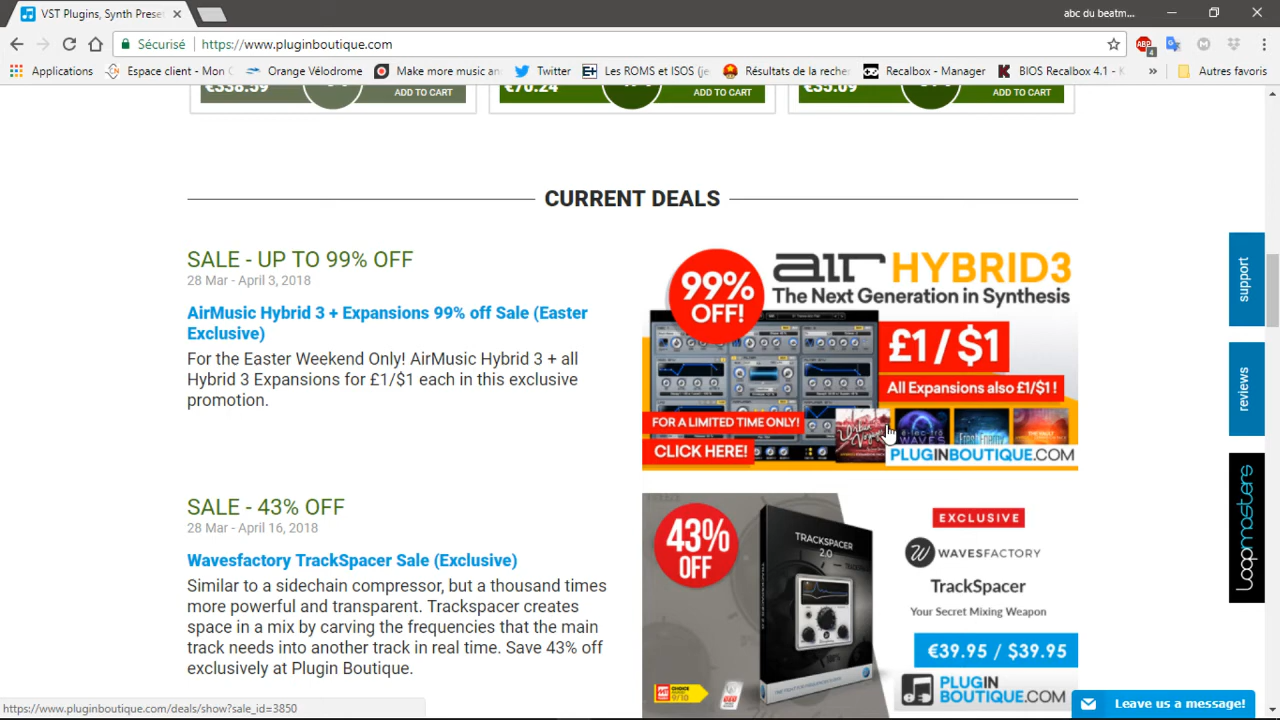 VST Plugins, Synth Prese
abc du beatm...
Sécurisé
https://www.pluginboutique.com
ABP
4
Applications
Espace client - Mon C
Orange Vélodrome
Make more music an
Twitter
Les ROMS et ISOS (je
Résultats de la reche
Recalbox - Manager
BIOS Recalbox 4.1 - K
»
Autres favoris
€338.59
ADD TO CART
€70.24
ADD TO CART
€35.09
ADD TO CART
CURRENT DEALS
SALE - UP TO 99% OFF
28 Mar - April 3, 2018
AirMusic Hybrid 3 + Expansions 99% off Sale (Easter
Exclusive)
For the Easter Weekend Only! AirMusic Hybrid 3 + all
Hybrid 3 Expansions for £1/$1 each in this exclusive
promotion.
99%
OFF!
air HYBRID3
The Next Generation in Synthesis
£1/$1
All Expansions also £1/$1!
FOR A LIMITED TIME ONLY!
CLICK HERE!
PLUGINBOUTIQUE.COM
SALE - 43% OFF
28 Mar - April 16, 2018
Wavesfactory TrackSpacer Sale (Exclusive)
Similar to a sidechain compressor, but a thousand times
more powerful and transparent. Trackspacer creates
space in a mix by carving the frequencies that the main
track needs into another track in real time. Save 43% off
exclusively at Plugin Boutique.
43%
OFF
TRACKSPACER
2.0
EXCLUSIVE
WAVESFACTORY
TrackSpacer
Your Secret Mixing Weapon
€39.95 / $39.95
PLUGIN
BOUTIQUE.COM
support
reviews
loopmasters
Leave us a message!
https://www.pluginboutique.com/deals/show?sale_id=3850